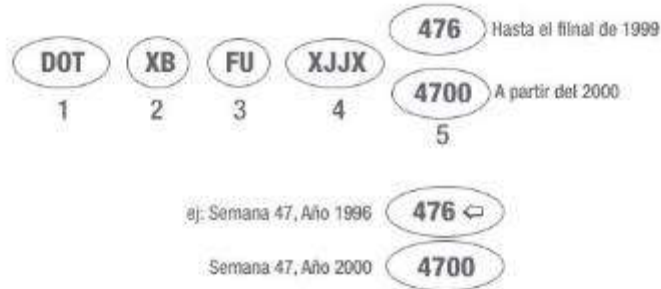 476 Hasta el filnal de 1999
DOT XB FU XJJX
4700 A partir del 2000
1 2 3 4
5
ej: Semana 47, Año 1996 476
Semana 47, Año 2000 4700